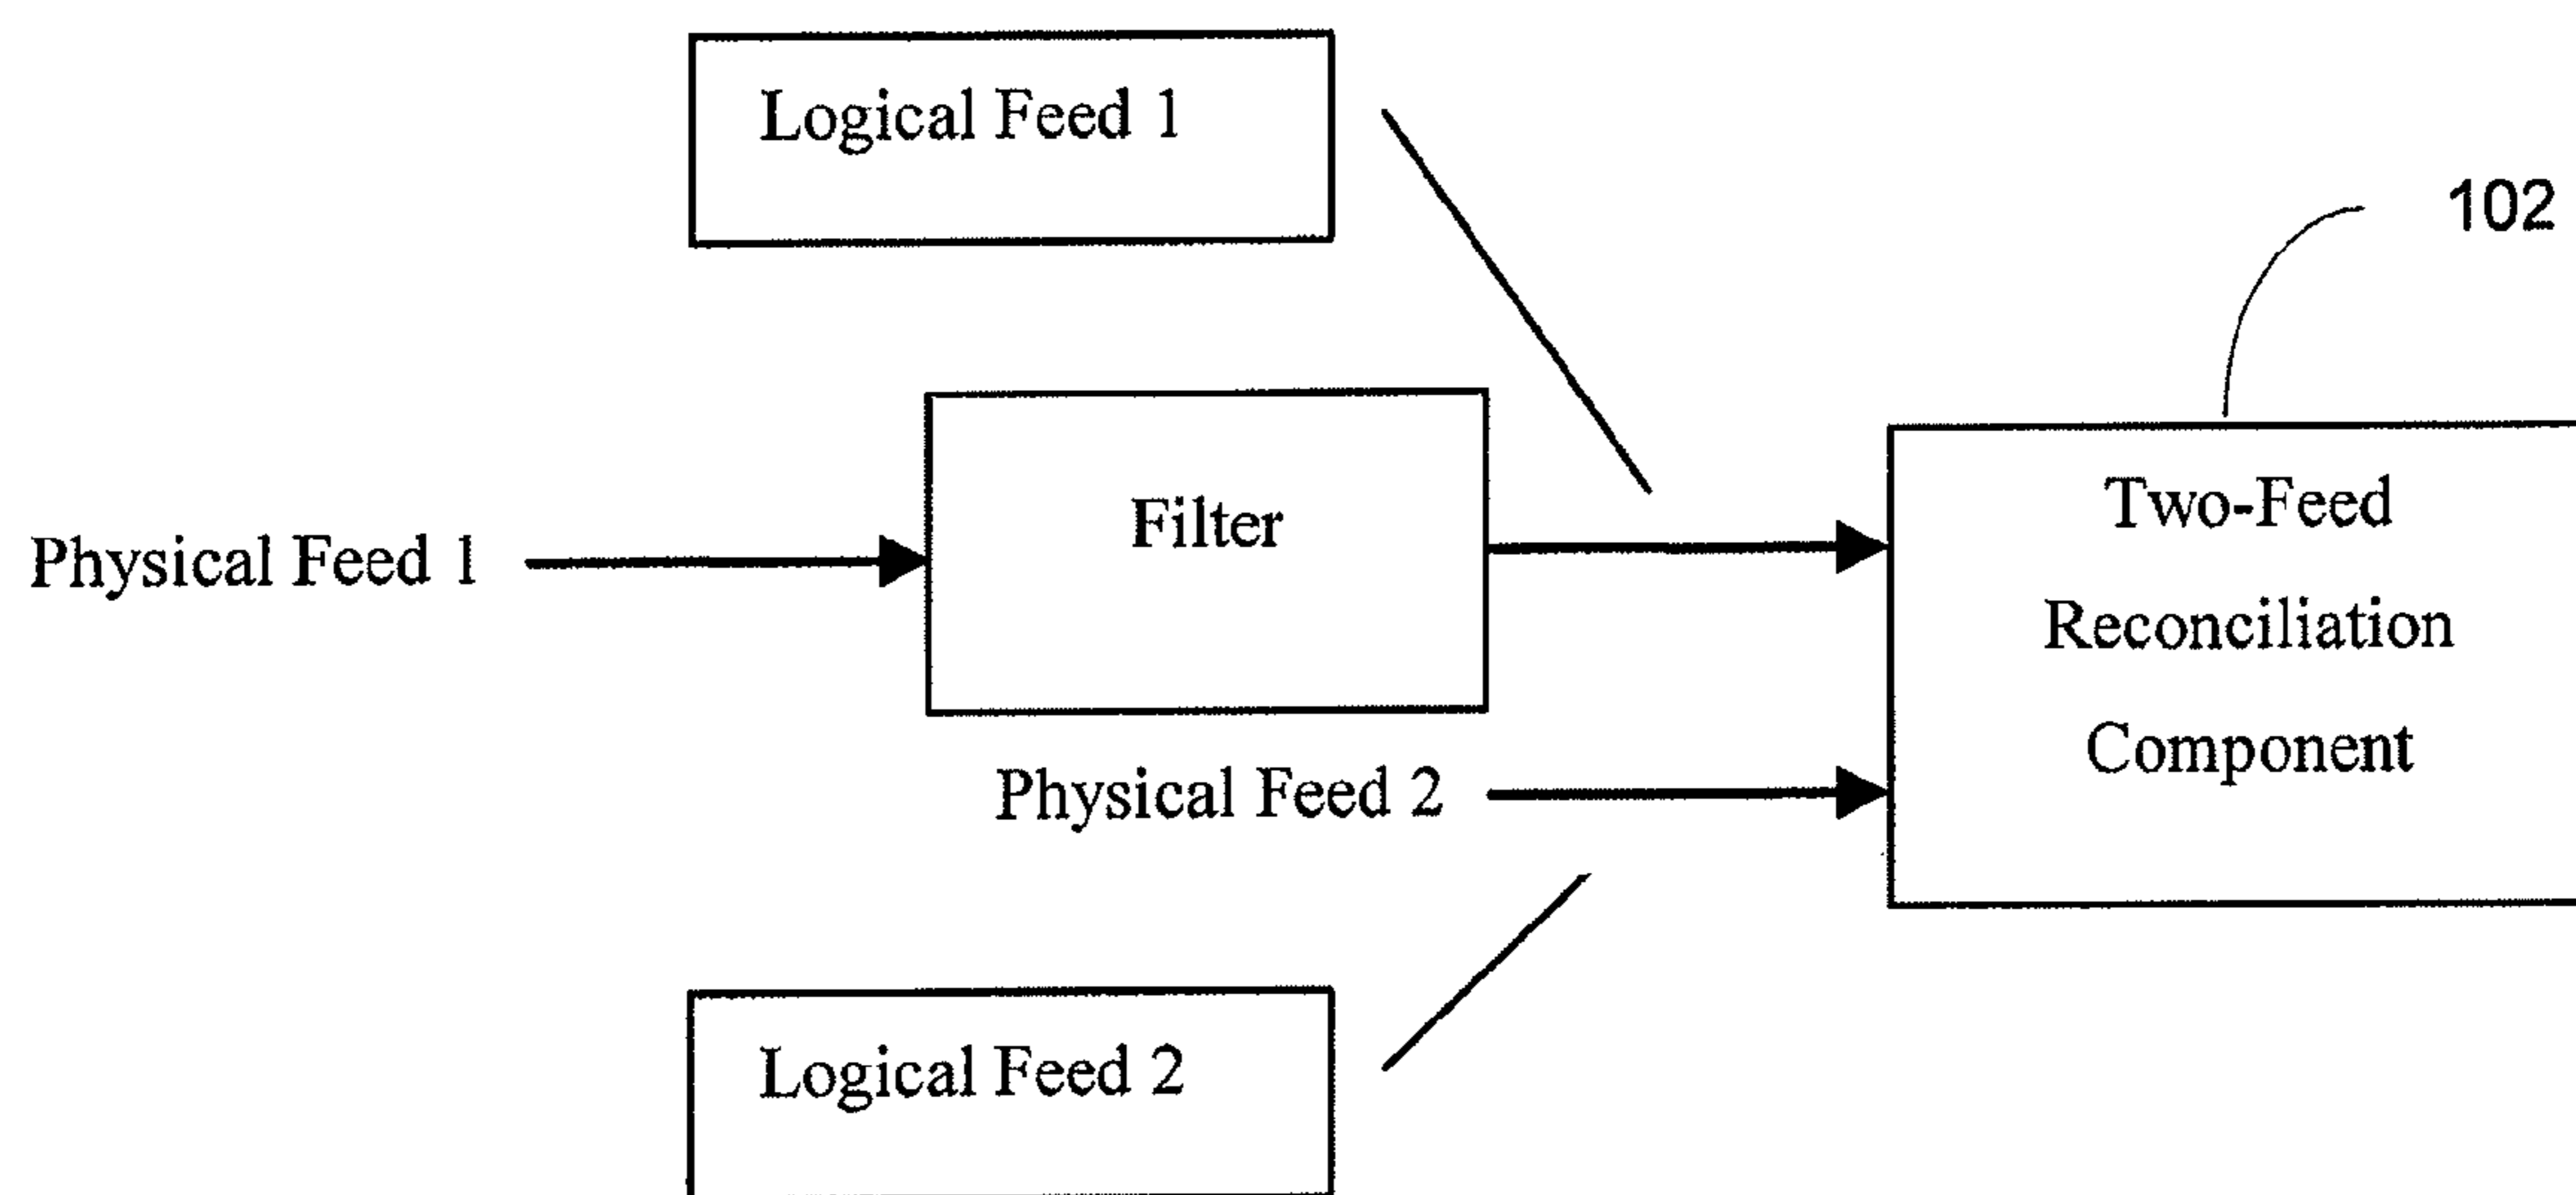 Logical Feed 1
102
Physical Feed 1
Filter
Two-Feed
Reconciliation
Component
Physical Feed 2
Logical Feed 2